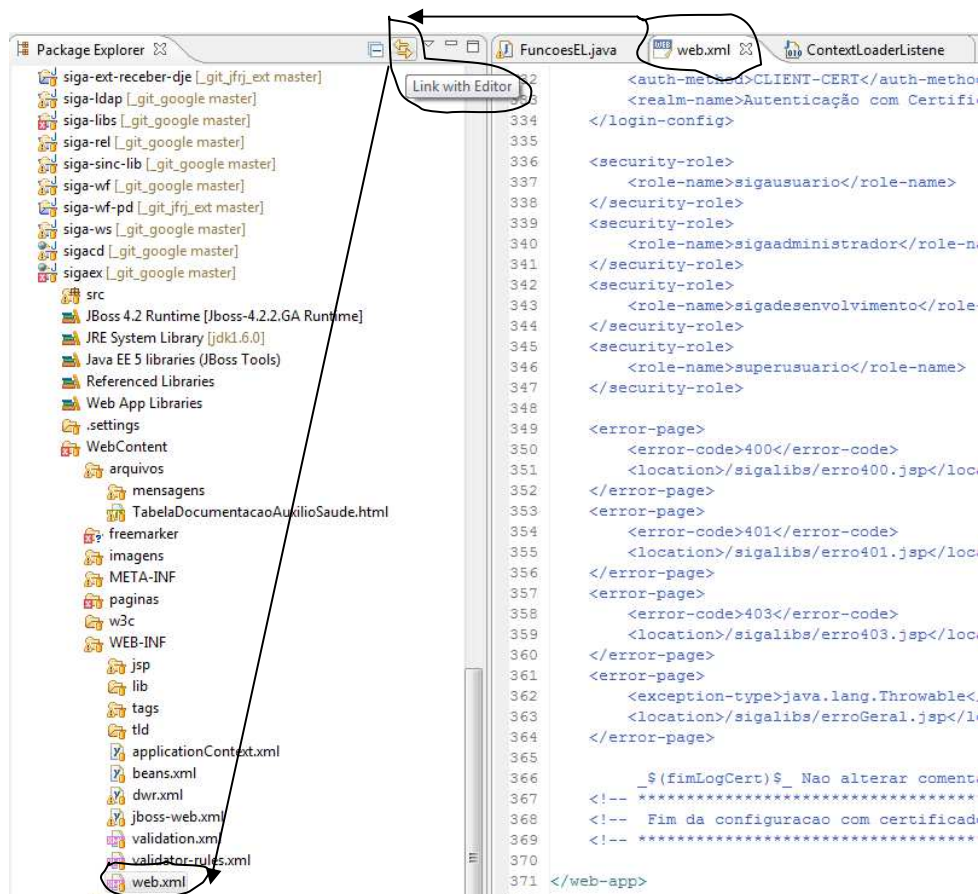 Package Explorer
siga-ext-receber-dje [_git_jfrj_ext master]
siga-ldap [_git_google master]
siga-libs [_git_google master]
siga-rel [_git_google master]
siga-sinc-lib [_git_google master]
siga-wf [_git_google master]
siga-wf-pd [_git_jfrj_ext master]
siga-ws [_git_google master]
sigacd [_git_google master]
sigaex [_git_google master]
src
JBoss 4.2 Runtime [Jboss-4.2.2.GA Runtime]
JRE System Library [jdk1.6.0]
Java EE 5 libraries (JBoss Tools)
Referenced Libraries
Web App Libraries
.settings
WebContent
arquivos
mensagens
TabelaDocumentacaoAuxilioSaude.html
freemarker
imagens
META-INF
paginas
w3c
WEB-INF
jsp
lib
tags
tld
applicationContext.xml
beans.xml
dwr.xml
jboss-web.xml
validation.xml
validator-rules.xml
web.xml
Link with Editor
FuncoesEL.java web.xml ContextLoaderListene
<auth-method>CLIENT-CERT</auth-metho
333 <realm-name>Autenticação com Certifi
334 </login-config>
335
336 <security-role>
337 <role-name>sigausuario</role-name>
338 </security-role>
339 <security-role>
340 <role-name>sigaadministrador</role-na
341 </security-role>
342 <security-role>
343 <role-name>sigadesenvolvimento</role-
344 </security-role>
345 <security-role>
346 <role-name>superusuario</role-name>
347 </security-role>
348
349 <error-page>
350 <error-code>400</error-code>
351 <location>/sigalibs/erro400.jsp</loca
352 </error-page>
353 <error-page>
354 <error-code>401</error-code>
355 <location>/sigalibs/erro401.jsp</loca
356 </error-page>
357 <error-page>
358 <error-code>403</error-code>
359 <location>/sigalibs/erro403.jsp</loca
360 </error-page>
361 <error-page>
362 <exception-type>java.lang.Throwable</
363 <location>/sigalibs/erroGeral.jsp</lo
364 </error-page>
365
366 _$(fimLogCert)$_ Nao alterar comenta
367 <!-- ***********************************
368 <!-- Fim da configuracao com certificado
369 <!-- ***********************************
370
371 </web-app>